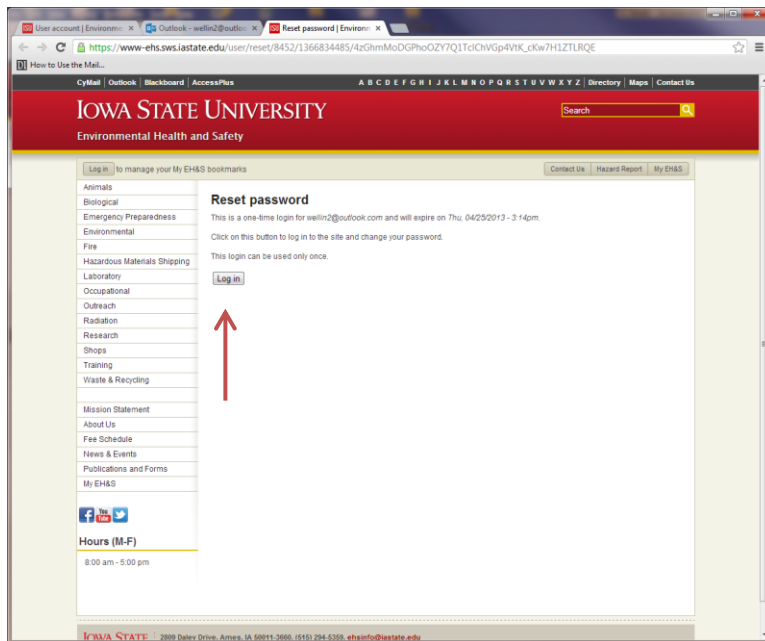 User account | Environme
Outlook - wellin2@outloo
Reset password | Environ
https://www-ehs.sws.iastate.edu/user/reset/8452/1366834485/4zGhmMoDGPhoOZY7Q1TclChVGp4VtK_cKw7H1ZTLRQE
How to Use the Mail...
CyMail | Outlook | Blackboard | AccessPlus
A B C D E F G H I J K L M N O P Q R S T U V W X Y Z | Directory | Maps | Contact Us
IOWA STATE UNIVERSITY
Search
Environmental Health and Safety
Log in to manage your My EH&S bookmarks
Contact Us Hazard Report My EH&S
Animals
Biological
Emergency Preparedness
Environmental
Fire
Hazardous Materials Shipping
Laboratory
Occupational
Outreach
Radiation
Research
Shops
Training
Waste & Recycling
Mission Statement
About Us
Fee Schedule
News & Events
Publications and Forms
My EH&S
Reset password
This is a one-time login for wellin2@outlook.com and will expire on Thu, 04/25/2013 - 3:14pm.
Click on this button to log in to the site and change your password.
This login can be used only once.
Log in
You Tube
Hours (M-F)
8:00 am - 5:00 pm
IOWA STATE 2809 Daley Drive, Ames, IA 50011-3660, (515) 294-5359, ehsinfo@iastate.edu